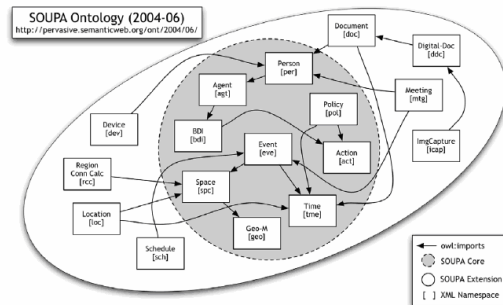 SOUPA Ontology (2004-06)
http://pervasive.semanticweb.org/ont/2004/06/
Document
[doc]
Digital-Doc
[ddc]
Person
[per]
Agent
[agt]
Policy
[pol]
Meeting
[mtg]
Device
[dev]
BDI
[bdi]
Event
[eve]
Action
[act]
ImgCapture
[icap]
Region
Conn Calc
[rcc]
Space
[spc]
Location
[loc]
Time
[tme]
Geo-M
[geo]
Schedule
[sch]
owl:imports
SOUPA Core
SOUPA Extension
[ ] XML Namespace